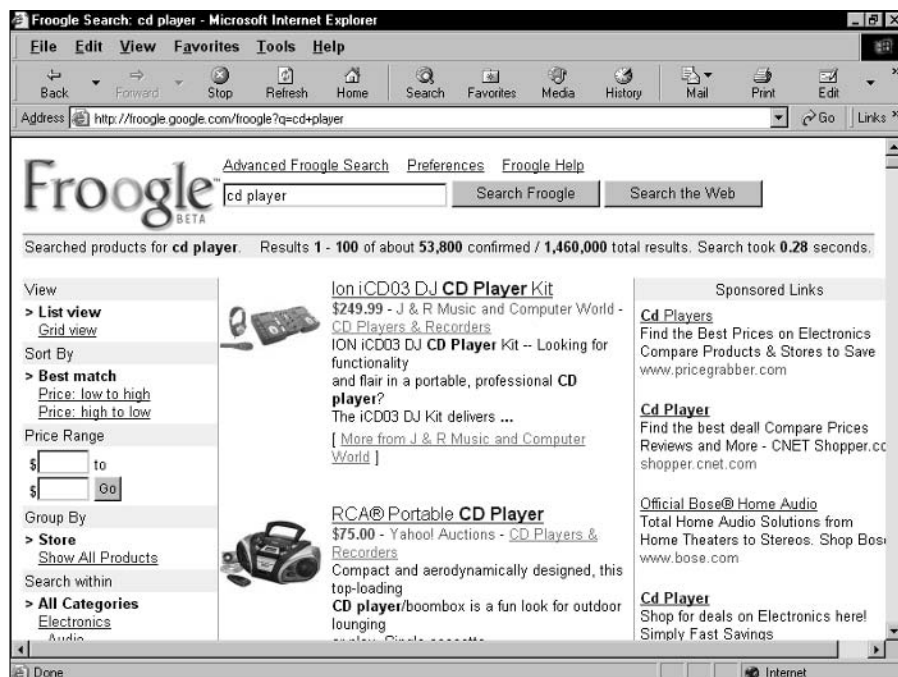 Froogle Search: cd player - Microsoft Internet Explorer
File Edit View Favorites Tools Help
Back Forward Stop Refresh Home Search Favorites Media History Mail Print Edit
Address http://froogle.google.com/froogle?q=cd+player Go Links
Advanced Froogle Search Preferences Froogle Help
Froogle™ BETA
cd player Search Froogle Search the Web
Searched products for cd player. Results 1 - 100 of about 53,800 confirmed / 1,460,000 total results. Search took 0.28 seconds.
View
> List view
Grid view
Sort By
> Best match
Price: low to high
Price: high to low
Price Range
$ to
$ Go
Group By
> Store
Show All Products
Search within
> All Categories
Electronics
Audio
Ion iCD03 DJ CD Player Kit
$249.99 - J & R Music and Computer World -
CD Players & Recorders
ION iCD03 DJ CD Player Kit -- Looking for
functionality
and flair in a portable, professional CD
player?
The iCD03 DJ Kit delivers ...
[ More from J & R Music and Computer
World ]
RCA® Portable CD Player
$75.00 - Yahoo! Auctions - CD Players &
Recorders
Compact and aerodynamically designed, this
top-loading
CD player/boombox is a fun look for outdoor
lounging
Sponsored Links
Cd Players
Find the Best Prices on Electronics
Compare Products & Stores to Save
www.pricegrabber.com
Cd Player
Find the best deal! Compare Prices
Reviews and More - CNET Shopper.co
shopper.cnet.com
Official Bose® Home Audio
Total Home Audio Solutions from
Home Theaters to Stereos. Shop Bose
www.bose.com
Cd Player
Shop for deals on Electronics here!
Simply Fast Savings
Done Internet